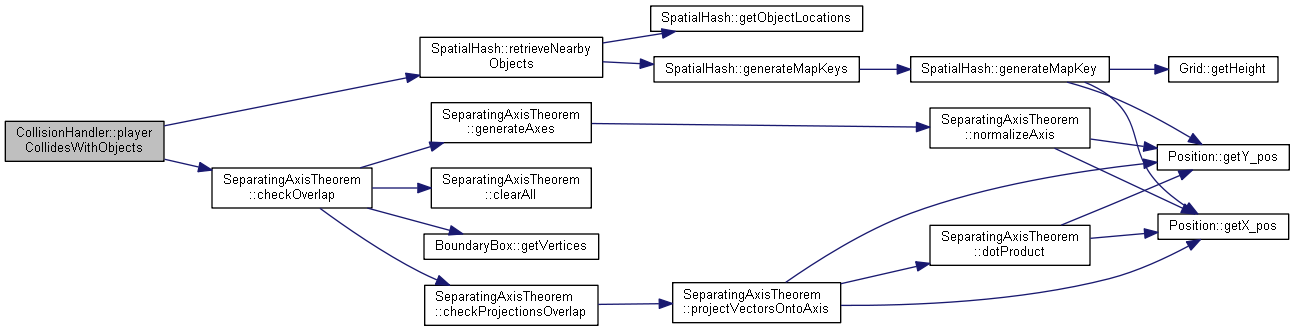 CollisionHandler::player
CollidesWithObjects
SpatialHash::retrieveNearby
Objects
SpatialHash::getObjectLocations
SpatialHash::generateMapKeys
SpatialHash::generateMapKey
Grid::getHeight
SeparatingAxisTheorem
::checkOverlap
SeparatingAxisTheorem
::generateAxes
SeparatingAxisTheorem
::clearAll
BoundaryBox::getVertices
SeparatingAxisTheorem
::checkProjectionsOverlap
SeparatingAxisTheorem
::projectVectorsOntoAxis
SeparatingAxisTheorem
::normalizeAxis
SeparatingAxisTheorem
::dotProduct
Position::getY_pos
Position::getX_pos